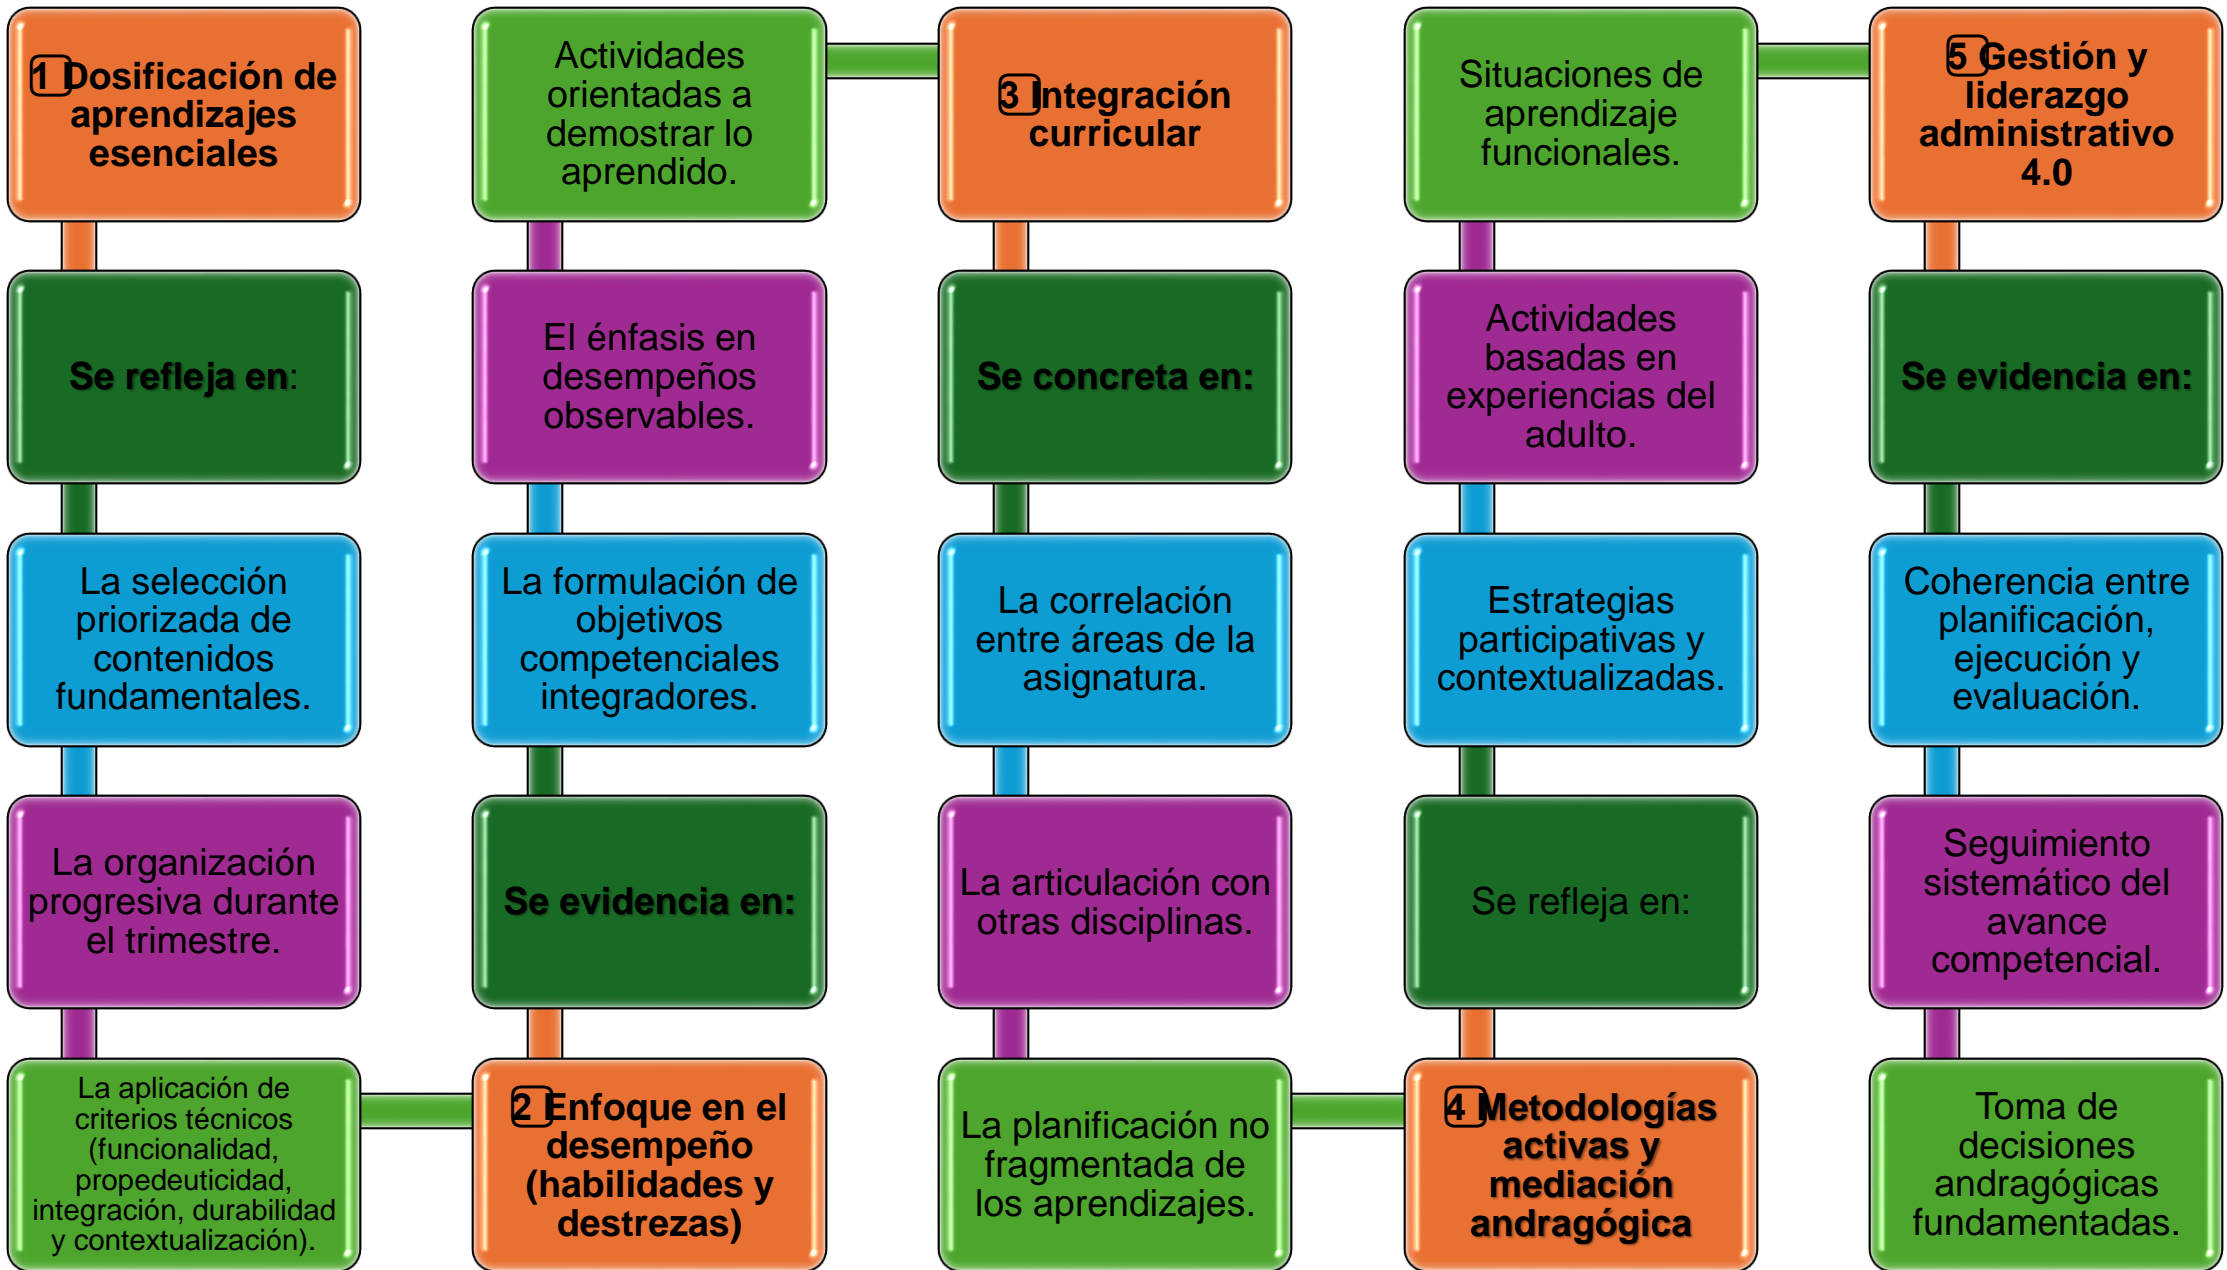 1 Dosificación de
aprendizajes
esenciales
Se refleja en:
La selección
priorizada de
contenidos
fundamentales.
La organización
progresiva durante
el trimestre.
La aplicación de
criterios técnicos
(funcionalidad,
propedeuticidad,
integración, durabilidad
y contextualización).
2 Enfoque en el
desempeño
(habilidades y
destrezas)
Se evidencia en:
La formulación de
objetivos
competenciales
integradores.
El énfasis en
desempeños
observables.
Actividades
orientadas a
demostrar lo
aprendido.
3 Integración
curricular
Se concreta en:
La correlación
entre áreas de la
asignatura.
La articulación con
otras disciplinas.
La planificación no
fragmentada de
los aprendizajes.
4 Metodologías
activas y
mediación
andragógica
Se refleja en:
Estrategias
participativas y
contextualizadas.
Actividades
basadas en
experiencias del
adulto.
Situaciones de
aprendizaje
funcionales.
5 Gestión y
liderazgo
administrativo
4.0
Se evidencia en:
Coherencia entre
planificación,
ejecución y
evaluación.
Seguimiento
sistemático del
avance
competencial.
Toma de
decisiones
andragógicas
fundamentadas.